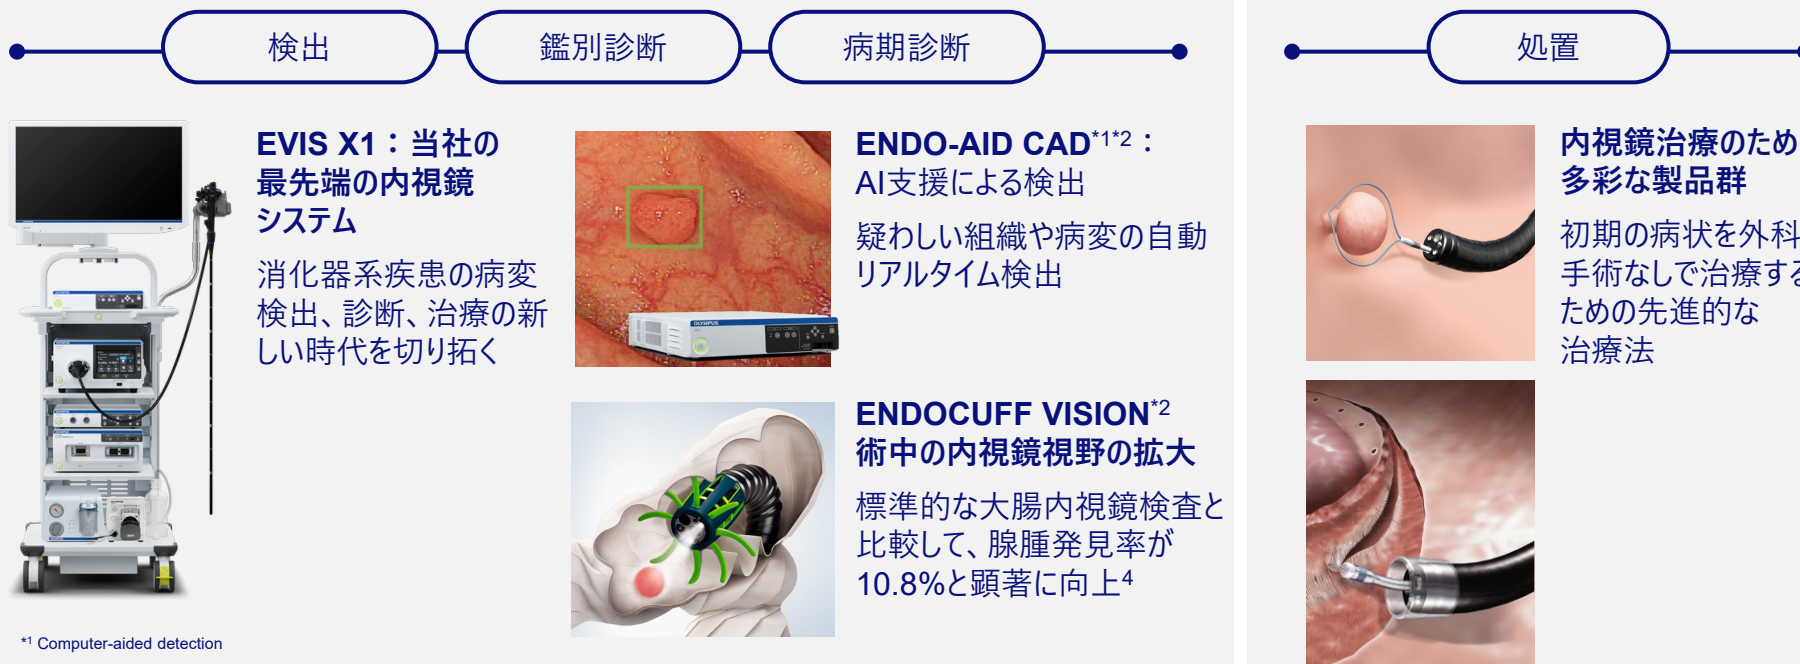 検出
鑑別診断
病期診断
処置
EVIS X1：当社の
最先端の内視鏡
システム
消化器系疾患の病変
検出、診断、治療の新
しい時代を切り拓く
OLYMPUS
ENDO-AID CAD*1*2：
AI支援による検出
疑わしい組織や病変の自動
リアルタイム検出
ENDOCUFF VISION*2
術中の内視鏡視野の拡大
標準的な大腸内視鏡検査と
比較して、腺腫発見率が
10.8%と顕著に向上4
内視鏡治療のため
多彩な製品群
初期の病状を外科
手術なしで治療する
ための先進的な
治療法
*1 Computer-aided detection